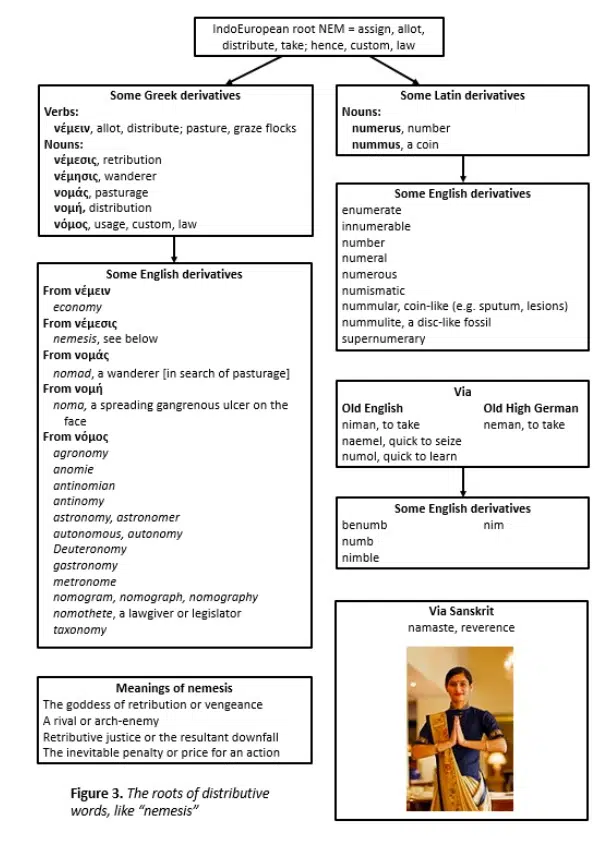 IndoEuropean root NEM = assign, allot,
distribute, take; hence, custom, law
Some Greek derivatives
Verbs:
νέμειν, allot, distribute; pasture, graze flocks
Nouns:
νέμεσις, retribution
νέμησις, wanderer
νομάς, pasturage
νομή, distribution
νόμος, usage, custom, law
Some English derivatives
From νέμειν
economy
From νέμεσις
nemesis, see below
From νομάς
nomad, a wanderer [in search of pasturage]
From νομή
noma, a spreading gangrenous ulcer on the
face
From νόμος
agronomy
anomie
antinomian
antinomy
astronomy, astronomer
autonomous, autonomy
Deuteronomy
gastronomy
metronome
nomogram, nomograph, nomography
nomothete, a lawgiver or legislator
taxonomy
Meanings of nemesis
The goddess of retribution or vengeance
A rival or arch-enemy
Retributive justice or the resultant downfall
The inevitable penalty or price for an action
Figure 3. The roots of distributive
words, like “nemesis”
Some Latin derivatives
Nouns:
numerus, number
nummus, a coin
Some English derivatives
enumerate
innumerable
number
numeral
numerous
numismatic
nummular, coin-like (e.g. sputum, lesions)
nummulite, a disc-like fossil
supernumerary
Via
Old English Old High German
niman, to take neman, to take
naemel, quick to seize
numol, quick to learn
Some English derivatives
benumb nim
numb
nimble
Via Sanskrit
namaste, reverence